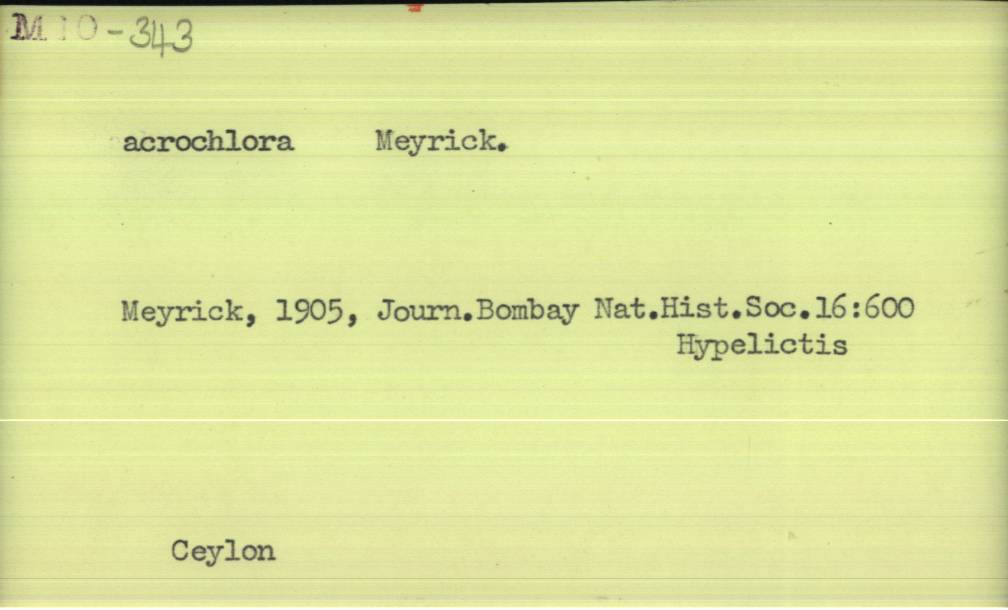 M10-343
acrochlora Meyrick.
Meyrick, 1905, Journ.Bombay Nat.Hist.Soc.16:600
Hypelictis
Ceylon